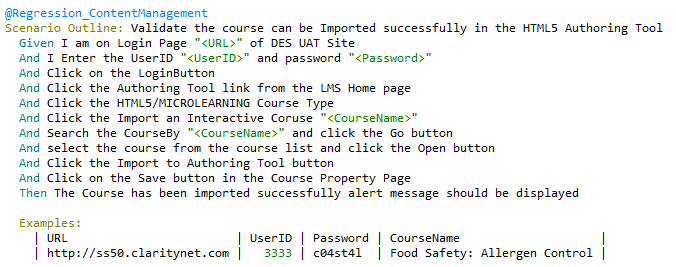 @Regression_ContentManagement
Scenario Outline: Validate the course can be Imported successfully in the HTML5 Authoring Tool
Given I am on Login Page "<URL>" of DES UAT Site
And I Enter the UserID "<UserID>" and password "<Password>"
And Click on the LoginButton
And Click the Authoring Tool link from the LMS Home page
And Click the HTML5/MICROLEARNING Course Type
And Click the Import an Interactive Coruse "<CourseName>"
And Search the CourseBy "<CourseName>" and click the Go button
And select the course from the course list and click the Open button
And Click the Import to Authoring Tool button
And Click on the Save button in the Course Property Page
Then The Course has been imported successfully alert message should be displayed
Examples:
| URL | UserID | Password | CourseName |
| http://ss50.claritynet.com | 3333 | c04st4l | Food Safety: Allergen Control |